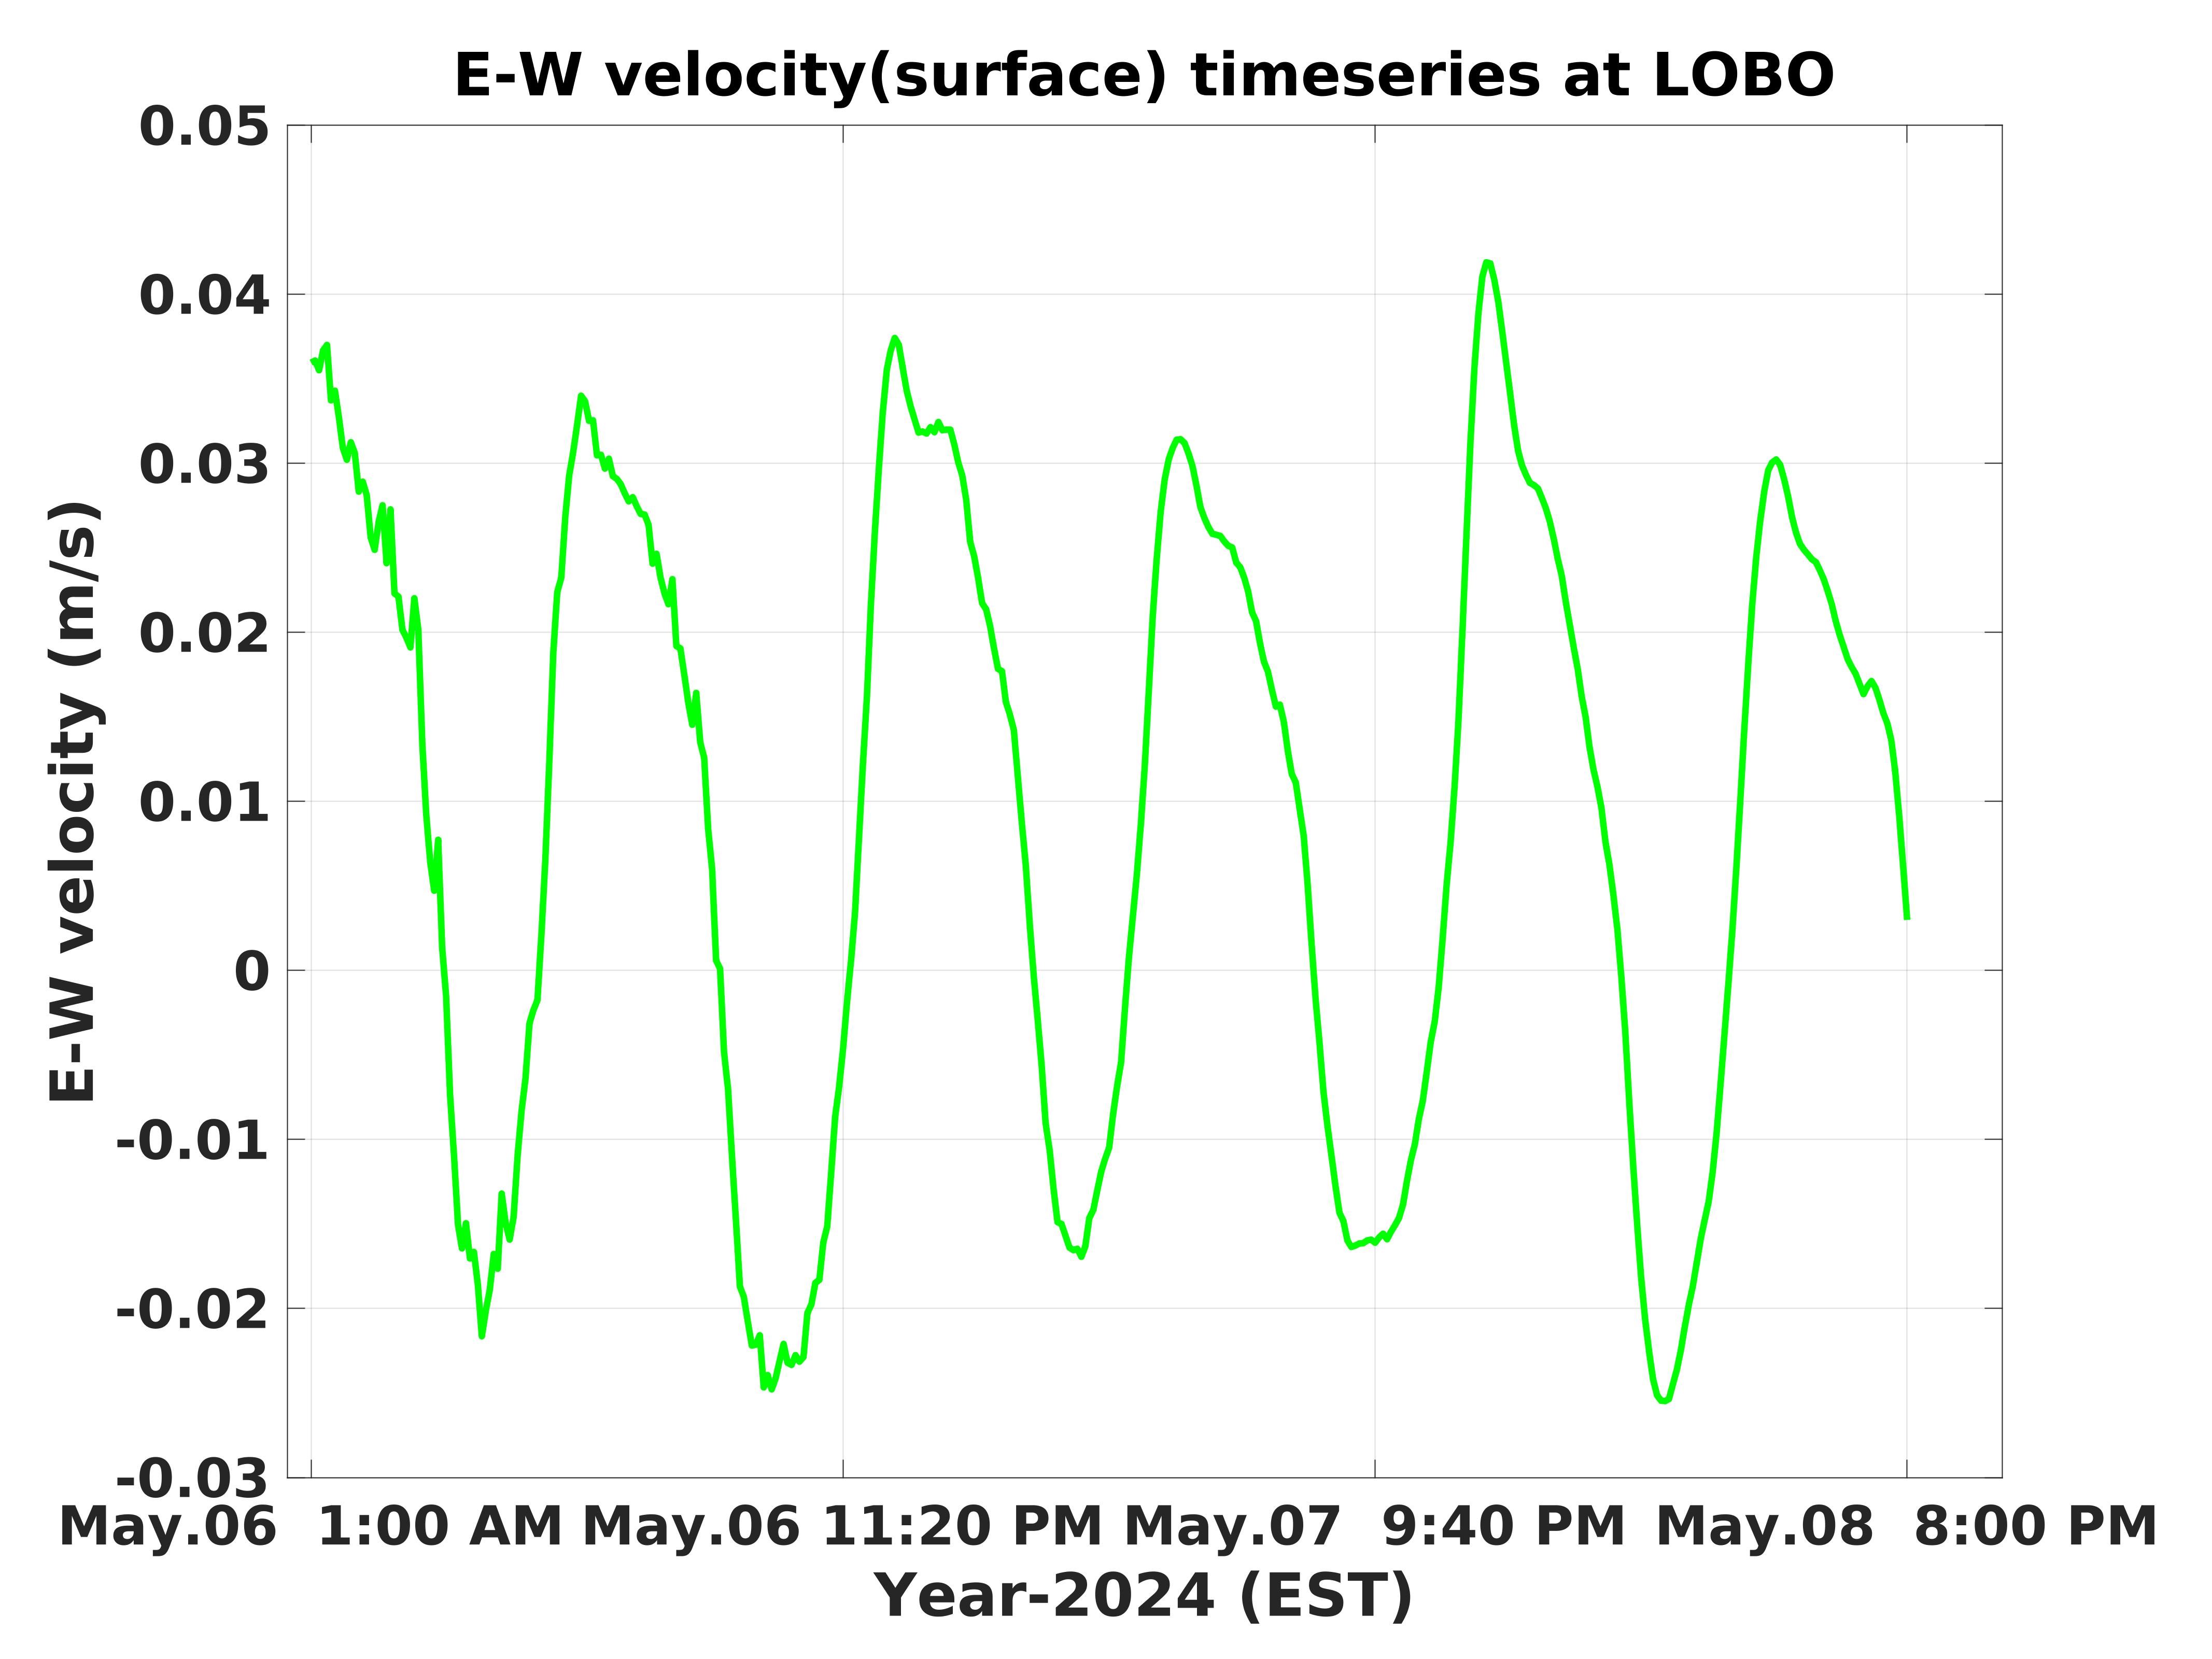 E-W velocity(surface) timeseries at LOBO
0.05
0.04
0.03
0.02
0.01
0
-0.01
-0.02
-0.03
E-W velocity (m/s)
May.06 1:00 AM May.06 11:20 PM May.07 9:40 PM May.08 8:00 PM
Year-2024 (EST)